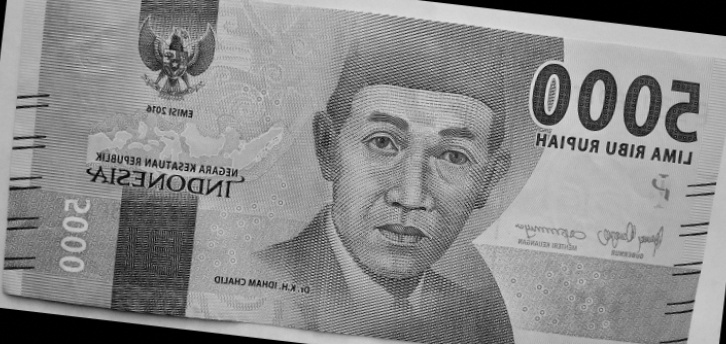 5000
LIMA RIBU RUPIAH
EMISI 2016
NEGARA KESATUAN REPUBLIK
INDONESIA
GUBERNUR
MENTERI KEUANGAN
5000
Dr. K.H. IDHAM CHALID